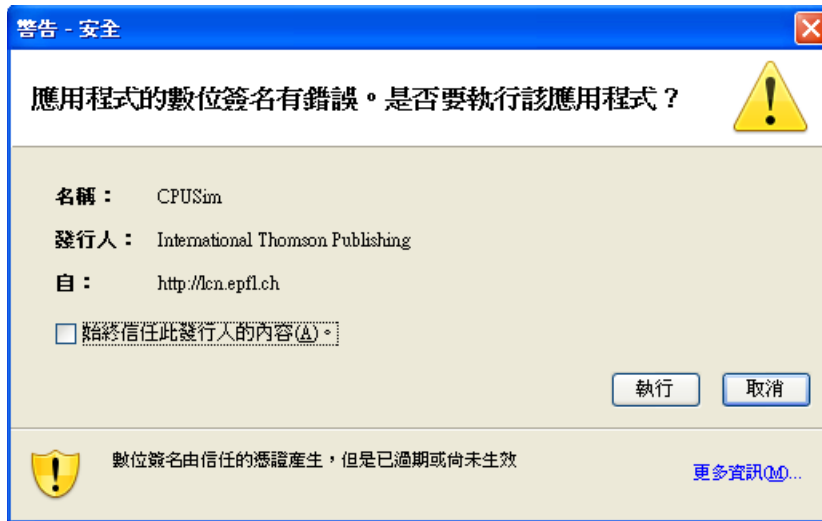 警告 - 安全
應用程式的數位簽名有錯誤。是否要執行該應用程式？
名稱： CPUSim
發行人： International Thomson Publishing
自： http://lcn.epfl.ch
始終信任此發行人的內容(A)。
執行 取消
數位簽名由信任的憑證產生，但是已過期或尚未生效
更多資訊(M)...